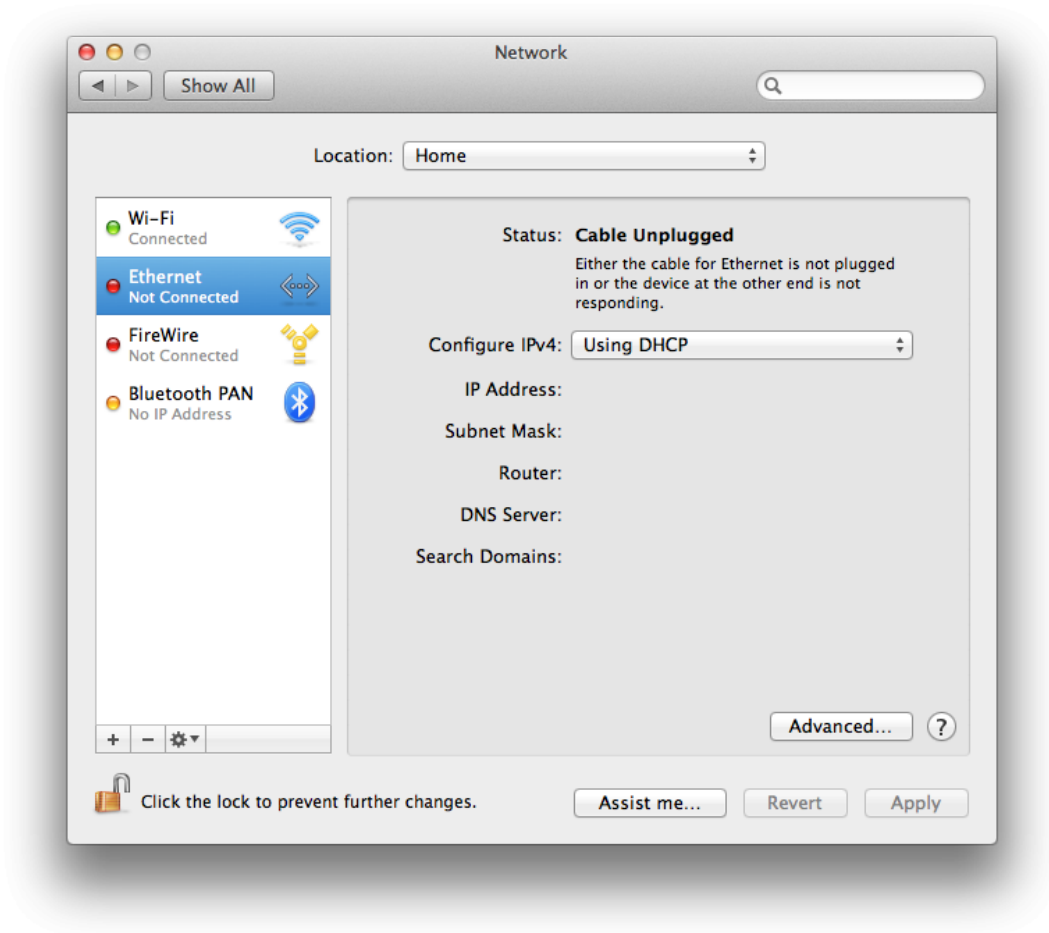 Network
Show All
Location: Home
Wi-Fi
Connected
Ethernet
Not Connected
FireWire
Not Connected
Bluetooth PAN
No IP Address
Status: Cable Unplugged
Either the cable for Ethernet is not plugged
in or the device at the other end is not
responding.
Configure IPv4: Using DHCP
IP Address:
Subnet Mask:
Router:
DNS Server:
Search Domains:
Advanced... ?
Click the lock to prevent further changes.
Assist me... Revert Apply